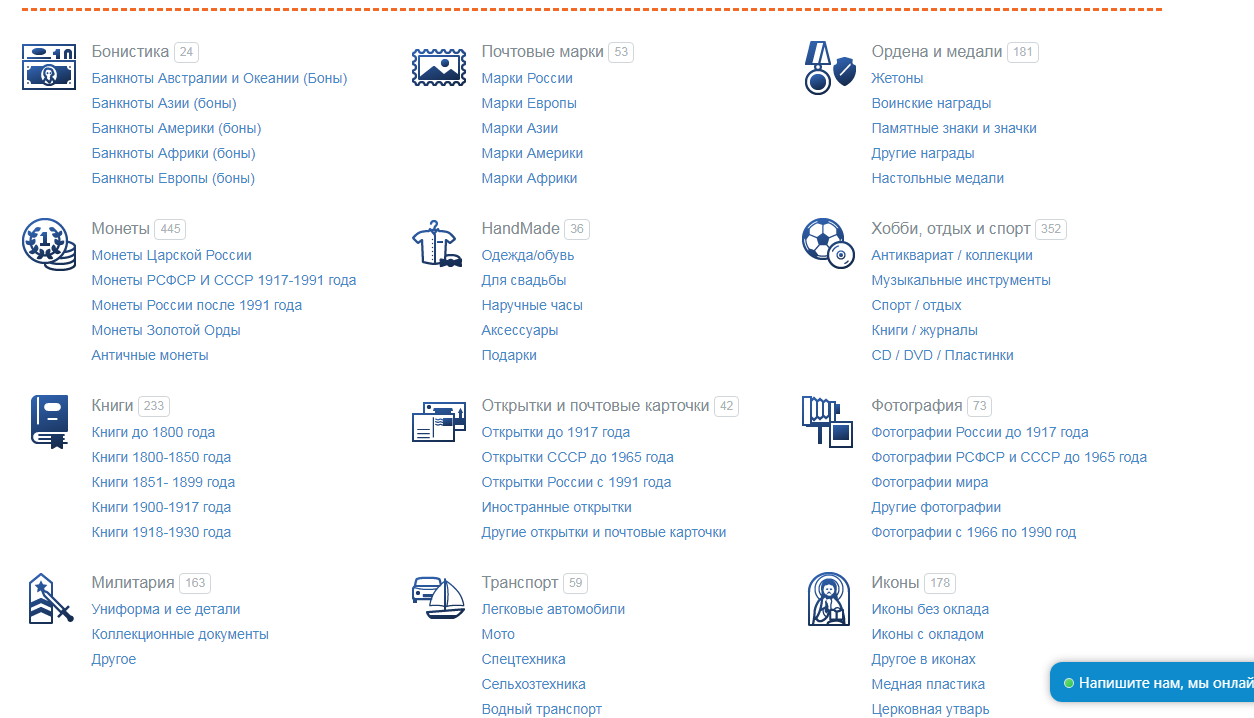 Бонистика 24
Банкноты Австралии и Океании (Боны)
Банкноты Азии (боны)
Банкноты Америки (боны)
Банкноты Африки (боны)
Банкноты Европы (боны)
Почтовые марки 53
Марки России
Марки Европы
Марки Азии
Марки Америки
Марки Африки
Ордена и медали 181
Жетоны
Воинские награды
Памятные знаки и значки
Другие награды
Настольные медали
Монеты 445
Монеты Царской России
Монеты РСФСР И СССР 1917-1991 года
Монеты России после 1991 года
Монеты Золотой Орды
Античные монеты
HandMade 36
Одежда/обувь
Для свадьбы
Наручные часы
Аксессуары
Подарки
Хобби, отдых и спорт 352
Антиквариат / коллекции
Музыкальные инструменты
Спорт / отдых
Книги / журналы
CD / DVD / Пластинки
Книги 233
Книги до 1800 года
Книги 1800-1850 года
Книги 1851- 1899 года
Книги 1900-1917 года
Книги 1918-1930 года
Открытки и почтовые карточки 42
Открытки до 1917 года
Открытки СССР до 1965 года
Открытки России с 1991 года
Иностранные открытки
Другие открытки и почтовые карточки
Фотография 73
Фотографии России до 1917 года
Фотографии РСФСР и СССР до 1965 года
Фотографии мира
Другие фотографии
Фотографии с 1966 по 1990 год
Милитария 163
Униформа и ее детали
Коллекционные документы
Другое
Транспорт 59
Легковые автомобили
Мото
Спецтехника
Сельхозтехника
Водный транспорт
Иконы 178
Иконы без оклада
Иконы с окладом
Другое в иконах
Медная пластика
Церковная утварь
Напишите нам, мы онлай